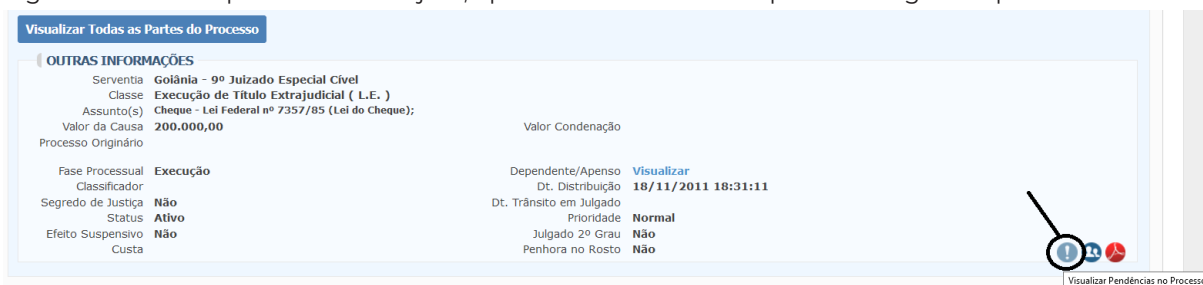 Visualizar Todas as Partes do Processo
OUTRAS INFORMAÇÕES
Serventia Goiânia - 9º Juizado Especial Cível
Classe Execução de Título Extrajudicial ( L.E. )
Assunto(s) Cheque - Lei Federal nº 7357/85 (Lei do Cheque);
Valor da Causa 200.000,00 Valor Condenação
Processo Originário
Fase Processual Execução Dependente/Apenso Visualizar
Classificador Dt. Distribuição 18/11/2011 18:31:11
Segredo de Justiça Não Dt. Trânsito em Julgado
Status Ativo Prioridade Normal
Efeito Suspensivo Não Julgado 2º Grau Não
Custa Penhora no Rosto Não
Visualizar Pendências no Processo